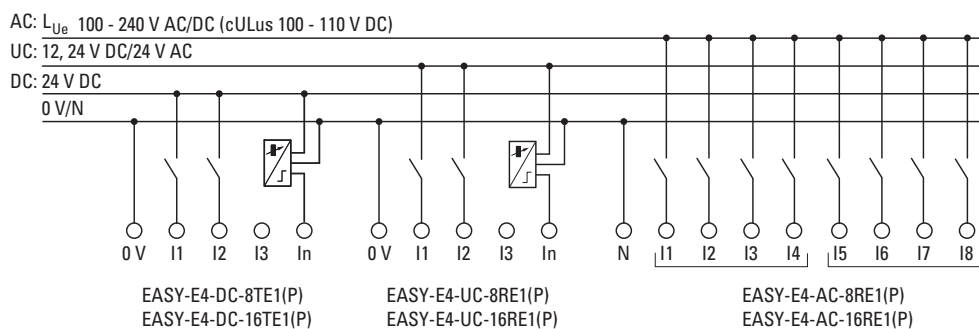 AC: LUe 100 - 240 V AC/DC (cULus 100 - 110 V DC)
UC: 12, 24 V DC/24 V AC
DC: 24 V DC
0 V/N
0 V I1 I2 I3 In 0 V I1 I2 I3 In N I1 I2 I3 I4 I5 I6 I7 I8
EASY-E4-DC-8TE1(P) EASY-E4-UC-8RE1(P) EASY-E4-AC-8RE1(P)
EASY-E4-DC-16TE1(P) EASY-E4-UC-16RE1(P) EASY-E4-AC-16RE1(P)